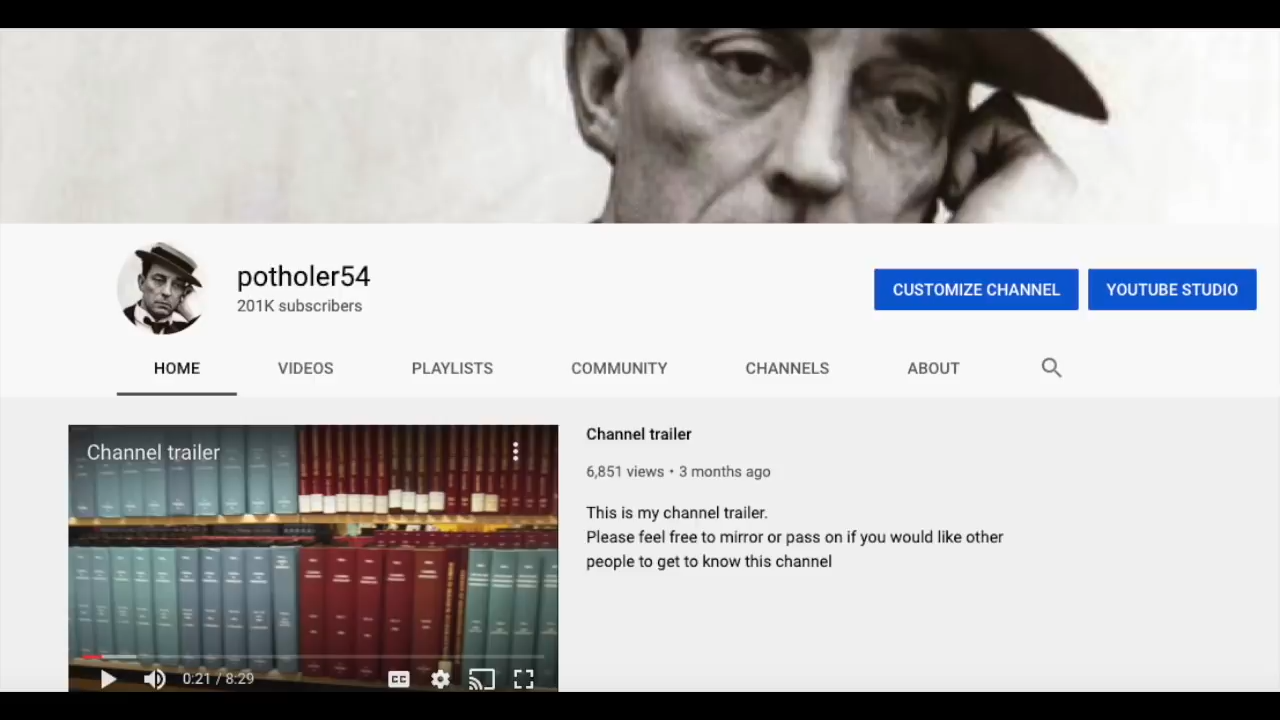 potholer54
201K subscribers
CUSTOMIZE CHANNEL
YOUTUBE STUDIO
HOME
VIDEOS
PLAYLISTS
COMMUNITY
CHANNELS
ABOUT
Channel trailer
0:21 / 8:29
CC
Channel trailer
6,851 views • 3 months ago
This is my channel trailer.
Please feel free to mirror or pass on if you would like other
people to get to know this channel